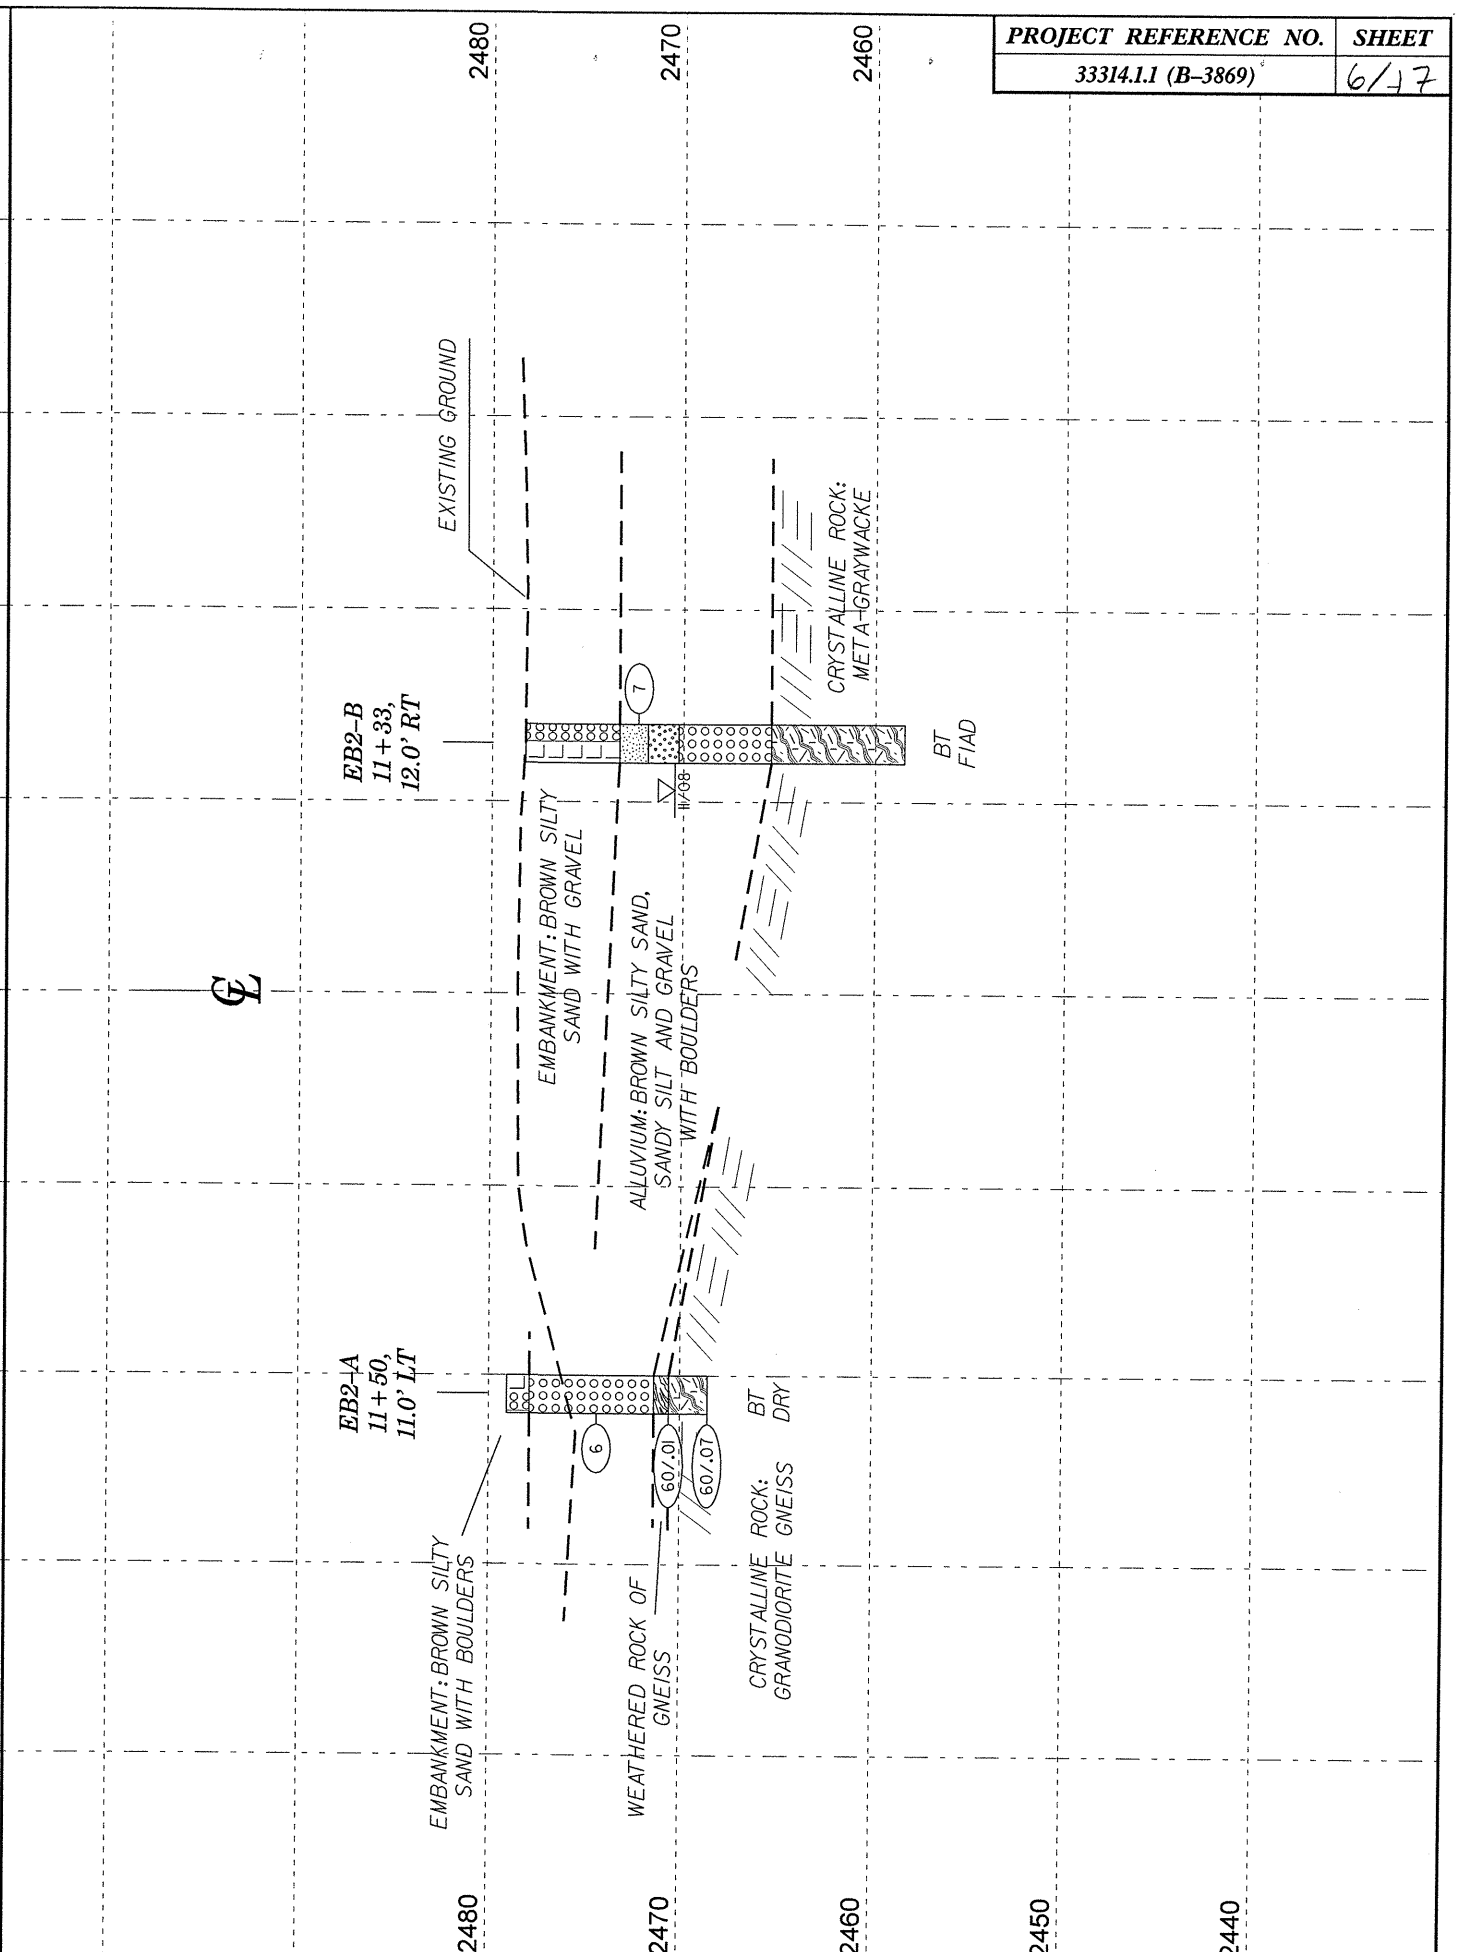 PROJECT REFERENCE NO.
SHEET
33314.1.1 (B–3869)
6/17
2480
2470
2460
EXISTING GROUND
EB2–B
11+33,
12.0' RT
7
CRYSTALLINE ROCK:
META-GRAYWACKE
BT
FIAD
11/08
EMBANKMENT: BROWN SILTY
SAND WITH GRAVEL
ALLUVIUM: BROWN SILTY SAND,
SANDY SILT AND GRAVEL
WITH BOULDERS
CL
EB2–A
11+50,
11.0' LT
6
60/.01
60/.07
BT
DRY
EMBANKMENT: BROWN SILTY
SAND WITH BOULDERS
WEATHERED ROCK OF
GNEISS
CRYSTALLINE ROCK:
GRANODIORITE GNEISS
2480
2470
2460
2450
2440